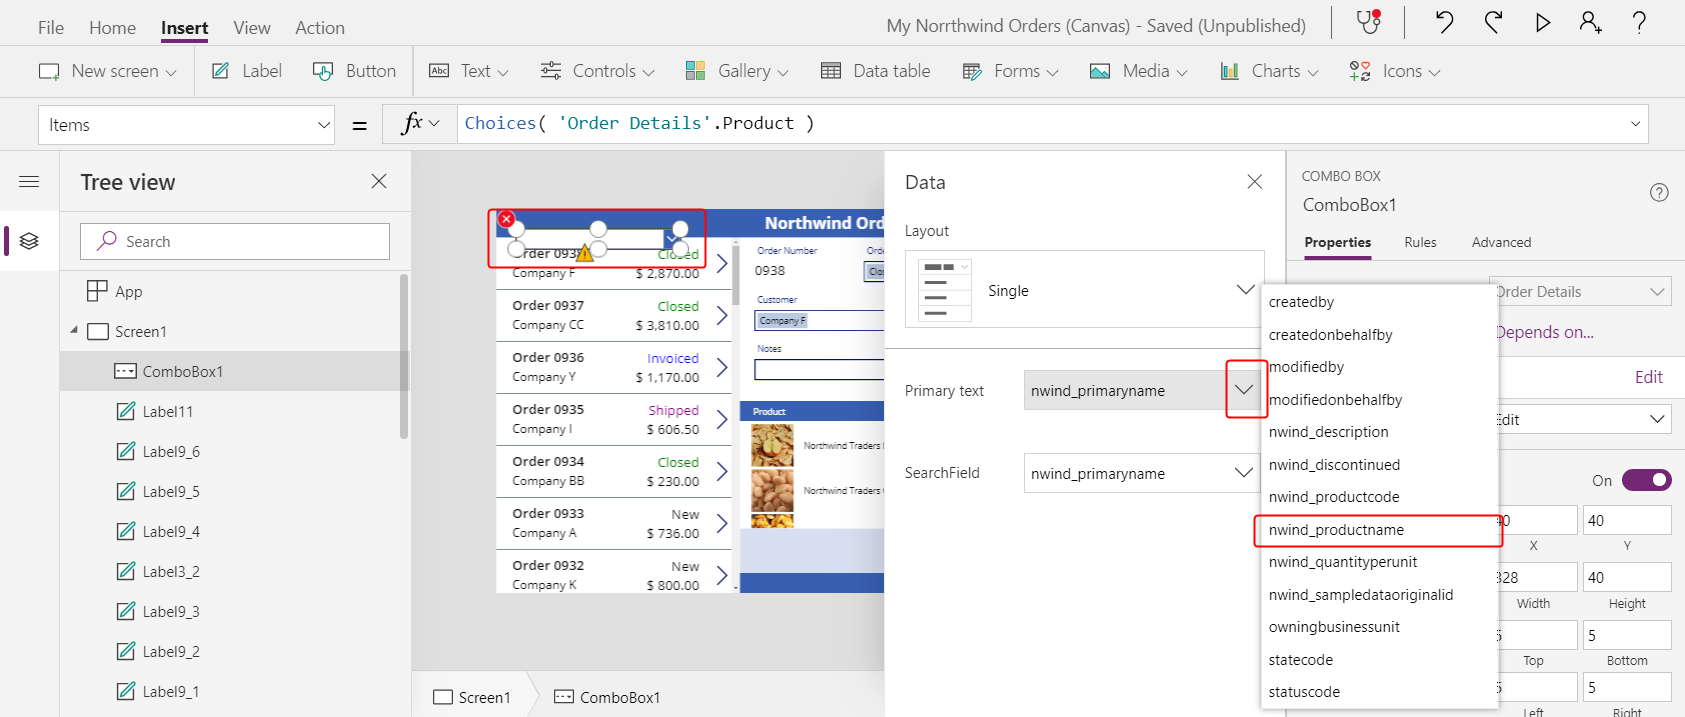 File Home Insert View Action My Norrthwind Orders (Canvas) - Saved (Unpublished)
New screen Label Button Abc Text Controls Gallery Data table Forms Media Charts Icons
Items = fx Choices( 'Order Details'.Product )
Tree view
Search
App
Screen1
ComboBox1
Label11
Label9_6
Label9_5
Label9_4
Label3_2
Label9_3
Label9_2
Label9_1
Northwind Ord
Order 0938 Closed
Company F $ 2,870.00
Order 0937 Closed
Company CC $ 3,810.00
Order 0936 Invoiced
Company Y $ 1,170.00
Order 0935 Shipped
Company I $ 606.50
Order 0934 Closed
Company BB $ 230.00
Order 0933 New
Company A $ 736.00
Order 0932 New
Company K $ 800.00
Order Number Ord
0938 Clo
Customer
Company F
Notes
Product
Northwind Traders
Northwind Traders
Screen1 ComboBox1
Data
Layout
Single
Primary text nwind_primaryname
SearchField nwind_primaryname
createdby
createdonbehalfby
modifiedby
modifiedonbehalfby
nwind_description
nwind_discontinued
nwind_productcode
nwind_productname
nwind_quantityperunit
nwind_sampledataoriginalid
owningbusinessunit
statecode
statuscode
COMBO BOX
ComboBox1
Properties Rules Advanced
Order Details
Depends on...
Edit
Edit
On
40 40
X Y
328 40
Width Height
5 5
Top Bottom
5 5
Left Right